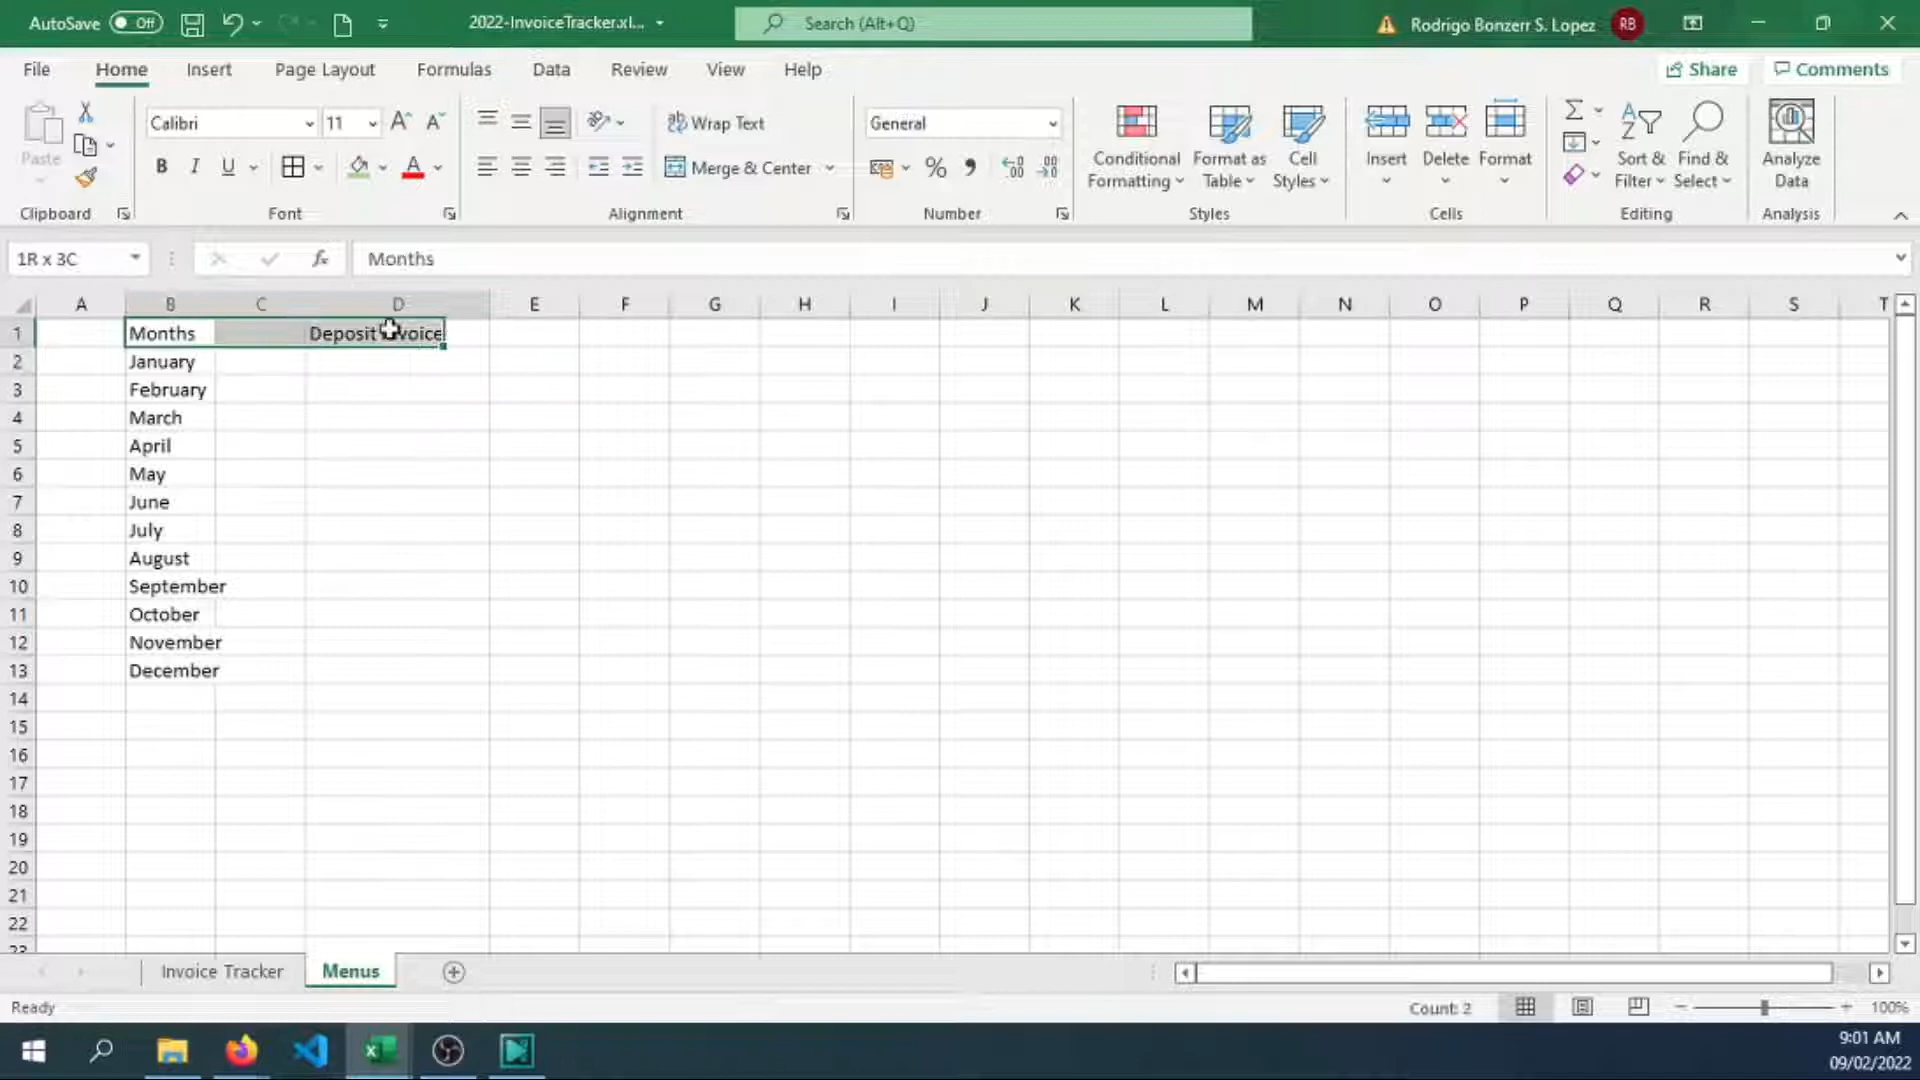 AutoSave Off 2022-InvoiceTracker.xl... Search (Alt+Q) Rodrigo Bonzerr S. Lopez RB
File Home Insert Page Layout Formulas Data Review View Help Share Comments
Calibri 11 A A Wrap Text General
Paste B I U A Merge & Center % , Conditional Formatting Format as Table Cell Styles Insert Delete Format Sort & Filter Find & Select Analyze Data
Clipboard Font Alignment Number Styles Cells Editing Analysis
1R x 3C fx Months
A B C D E F G H I J K L M N O P Q R S T
1 Months Deposit Invoice
2 January
3 February
4 March
5 April
6 May
7 June
8 July
9 August
10 September
11 October
12 November
13 December
14
15
16
17
18
19
20
21
22
23
Invoice Tracker Menus
Ready Count: 2 100%
9:01 AM
09/02/2022